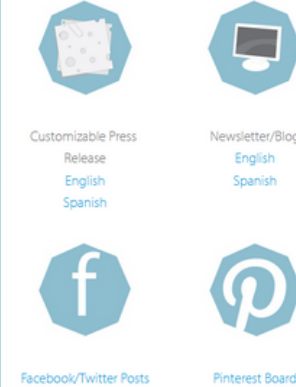 Customizable Press
Release
English
Spanish
Newsletter/Blog
English
Spanish
f
Facebook/Twitter Posts
Pinterest Board